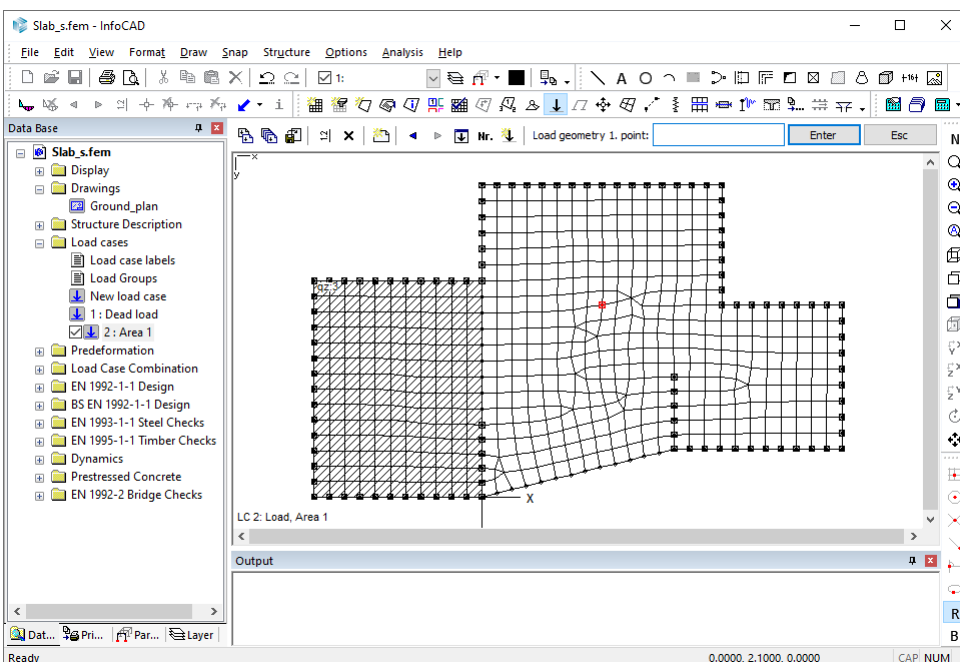 Slab_s.fem - InfoCAD
File Edit View Format Draw Snap Structure Options Analysis Help
1:
A
+16¹
i
Data Base
Nr. Load geometry 1. point: Enter Esc
N
Slab_s.fem
Display
Drawings
Ground_plan
Structure Description
Load cases
Load case labels
Load Groups
New load case
1 : Dead load
2 : Area 1
Predeformation
Load Case Combination
EN 1992-1-1 Design
BS EN 1992-1-1 Design
EN 1993-1-1 Steel Checks
EN 1995-1-1 Timber Checks
Dynamics
Prestressed Concrete
EN 1992-2 Bridge Checks
x
y
qz,3
X
LC 2: Load, Area 1
Output
Dat... Pri... Par... Layer
R
B
Ready 0.0000, 2.1000, 0.0000 CAP NUM